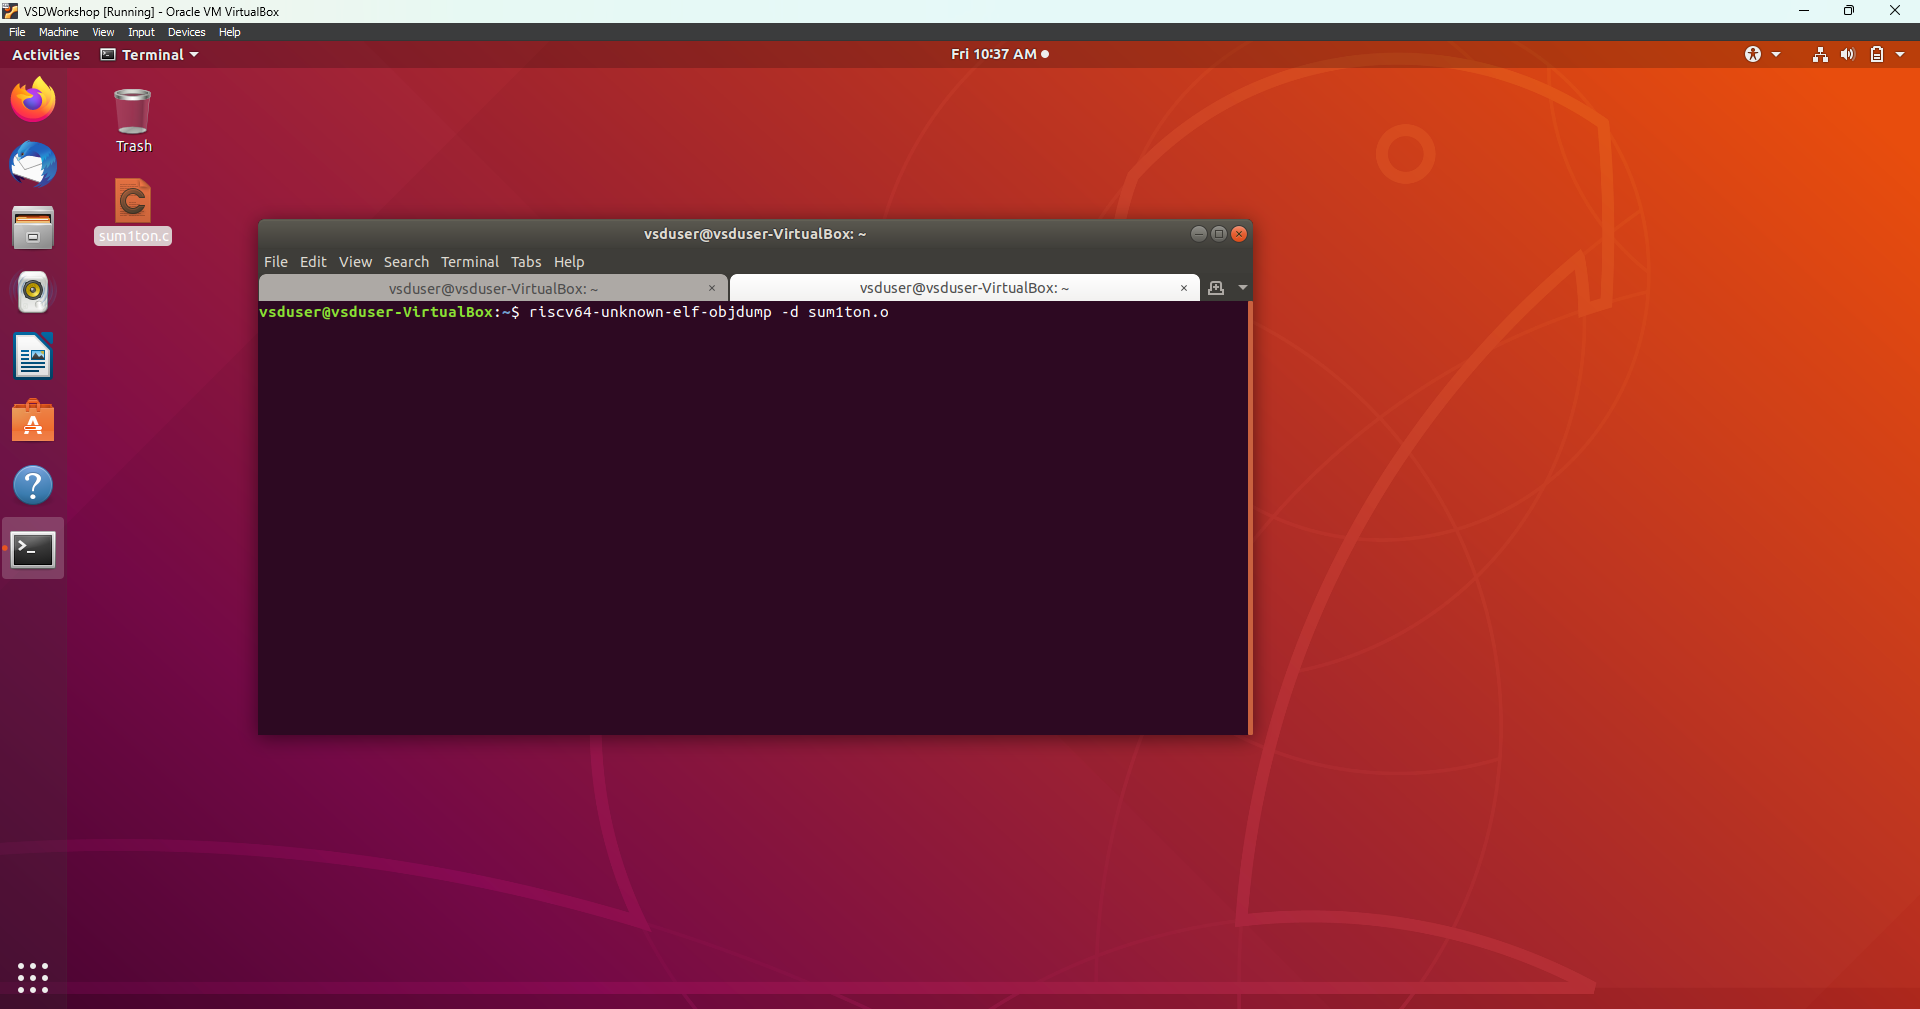 VSDWorkshop [Running] - Oracle VM VirtualBox
File Machine View Input Devices Help
Activities Terminal Fri 10:37 AM
Trash
sum1ton.c
vsduser@vsduser-VirtualBox: ~
File Edit View Search Terminal Tabs Help
vsduser@vsduser-VirtualBox: ~ vsduser@vsduser-VirtualBox: ~
vsduser@vsduser-VirtualBox:~$ riscv64-unknown-elf-objdump -d sum1ton.o